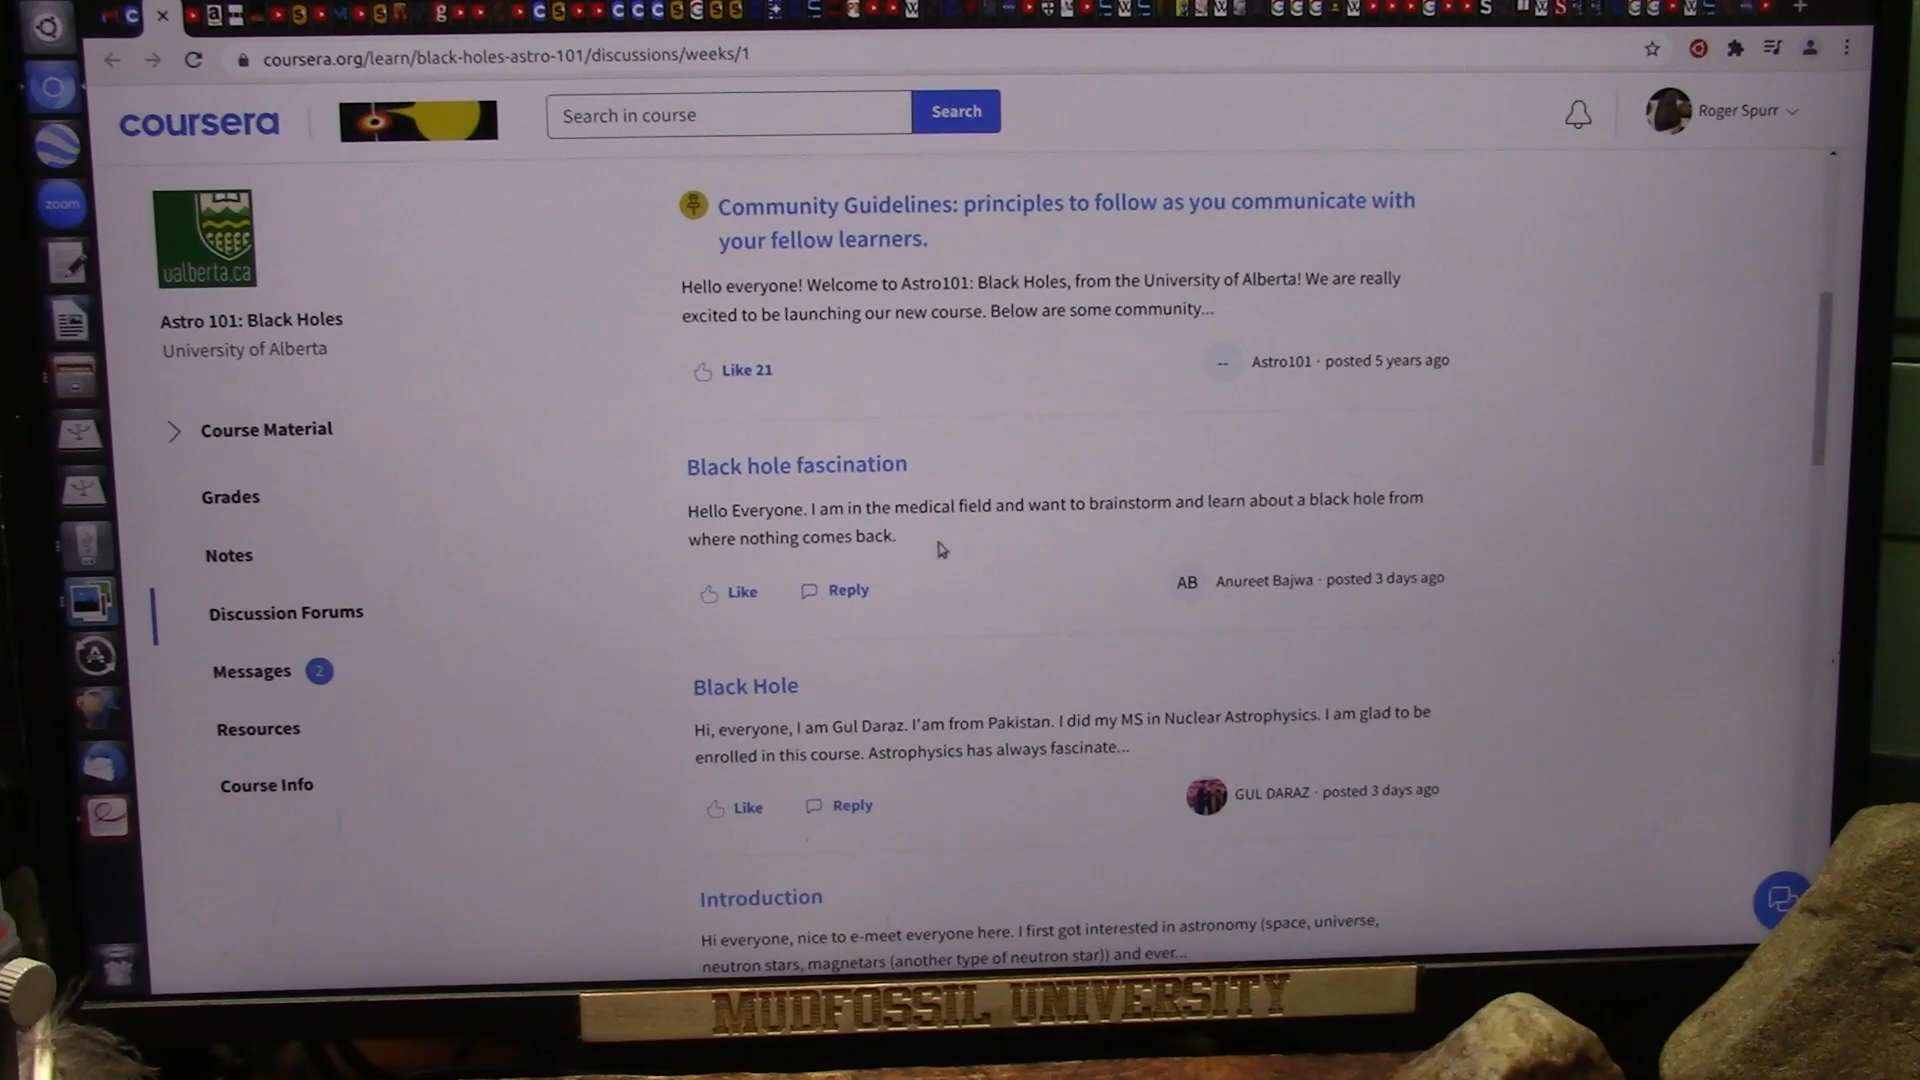 coursera.org/learn/black-holes-astro-101/discussions/weeks/1
coursera
Search in course
Search
Roger Spurr
zoom
ualberta.ca
Astro 101: Black Holes
University of Alberta
Course Material
Grades
Notes
Discussion Forums
Messages 2
Resources
Course Info
Community Guidelines: principles to follow as you communicate with
your fellow learners.
Hello everyone! Welcome to Astro101: Black Holes, from the University of Alberta! We are really
excited to be launching our new course. Below are some community...
Like 21
-- Astro101 · posted 5 years ago
Black hole fascination
Hello Everyone. I am in the medical field and want to brainstorm and learn about a black hole from
where nothing comes back.
Like Reply
AB Anureet Bajwa · posted 3 days ago
Black Hole
Hi, everyone, I am Gul Daraz. I'am from Pakistan. I did my MS in Nuclear Astrophysics. I am glad to be
enrolled in this course. Astrophysics has always fascinate...
Like Reply
GUL DARAZ · posted 3 days ago
Introduction
Hi everyone, nice to e-meet everyone here. I first got interested in astronomy (space, universe,
neutron stars, magnetars (another type of neutron star)) and ever...
MUDFOSSIL UNIVERSITY